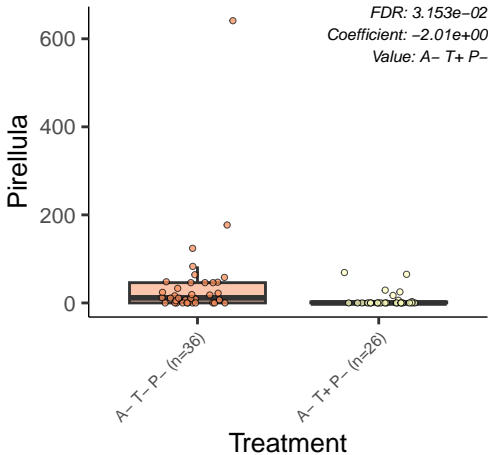 FDR: 3.153e−02
Coefficient: −2.01e+00
Value: A− T+ P−
Pirellula
600
400
200
0
A− T− P− (n=36)
A− T+ P− (n=26)
Treatment